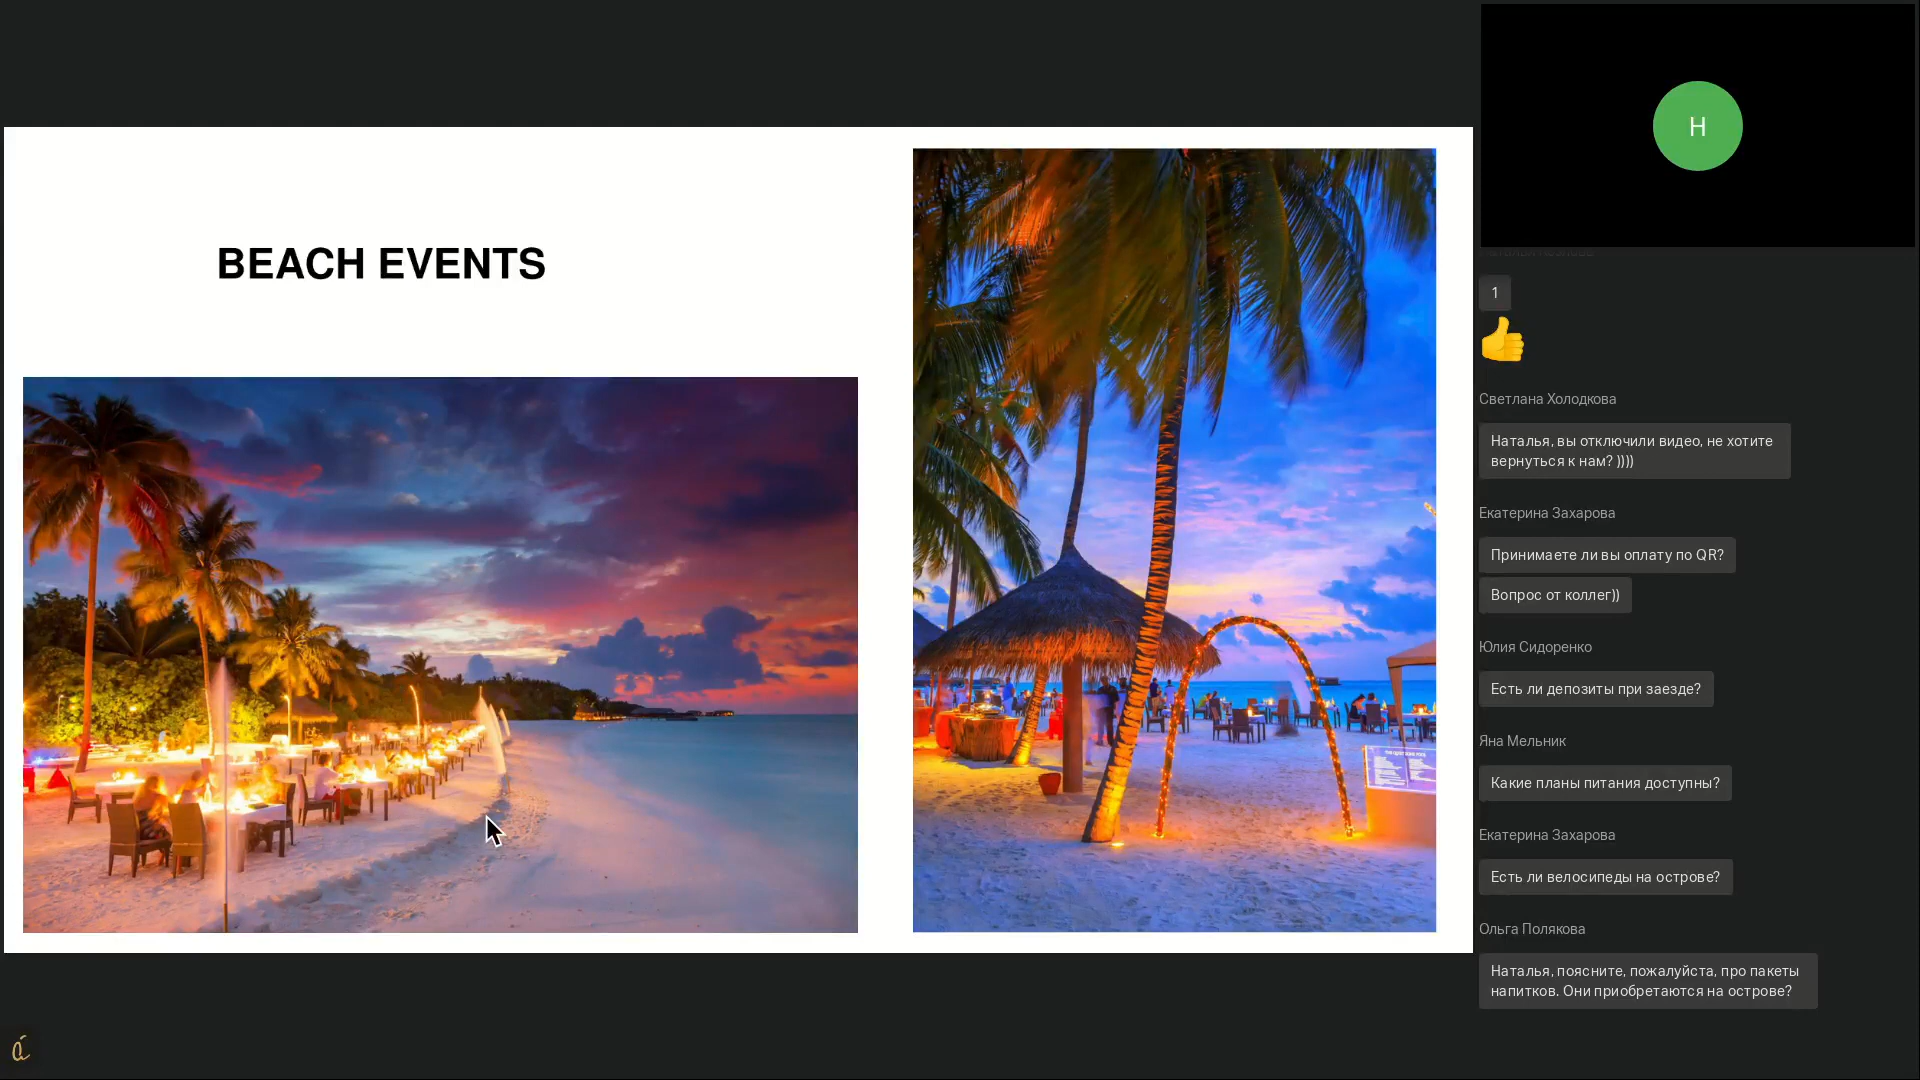 BEACH EVENTS
H
1
Светлана Холодкова
Наталья, вы отключили видео, не хотите
вернуться к нам? ))))
Екатерина Захарова
Принимаете ли вы оплату по QR?
Вопрос от коллег))
Юлия Сидоренко
Есть ли депозиты при заезде?
Яна Мельник
Какие планы питания доступны?
Екатерина Захарова
Есть ли велосипеды на острове?
Ольга Полякова
Наталья, поясните, пожалуйста, про пакеты
напитков. Они приобретаются на острове?
á